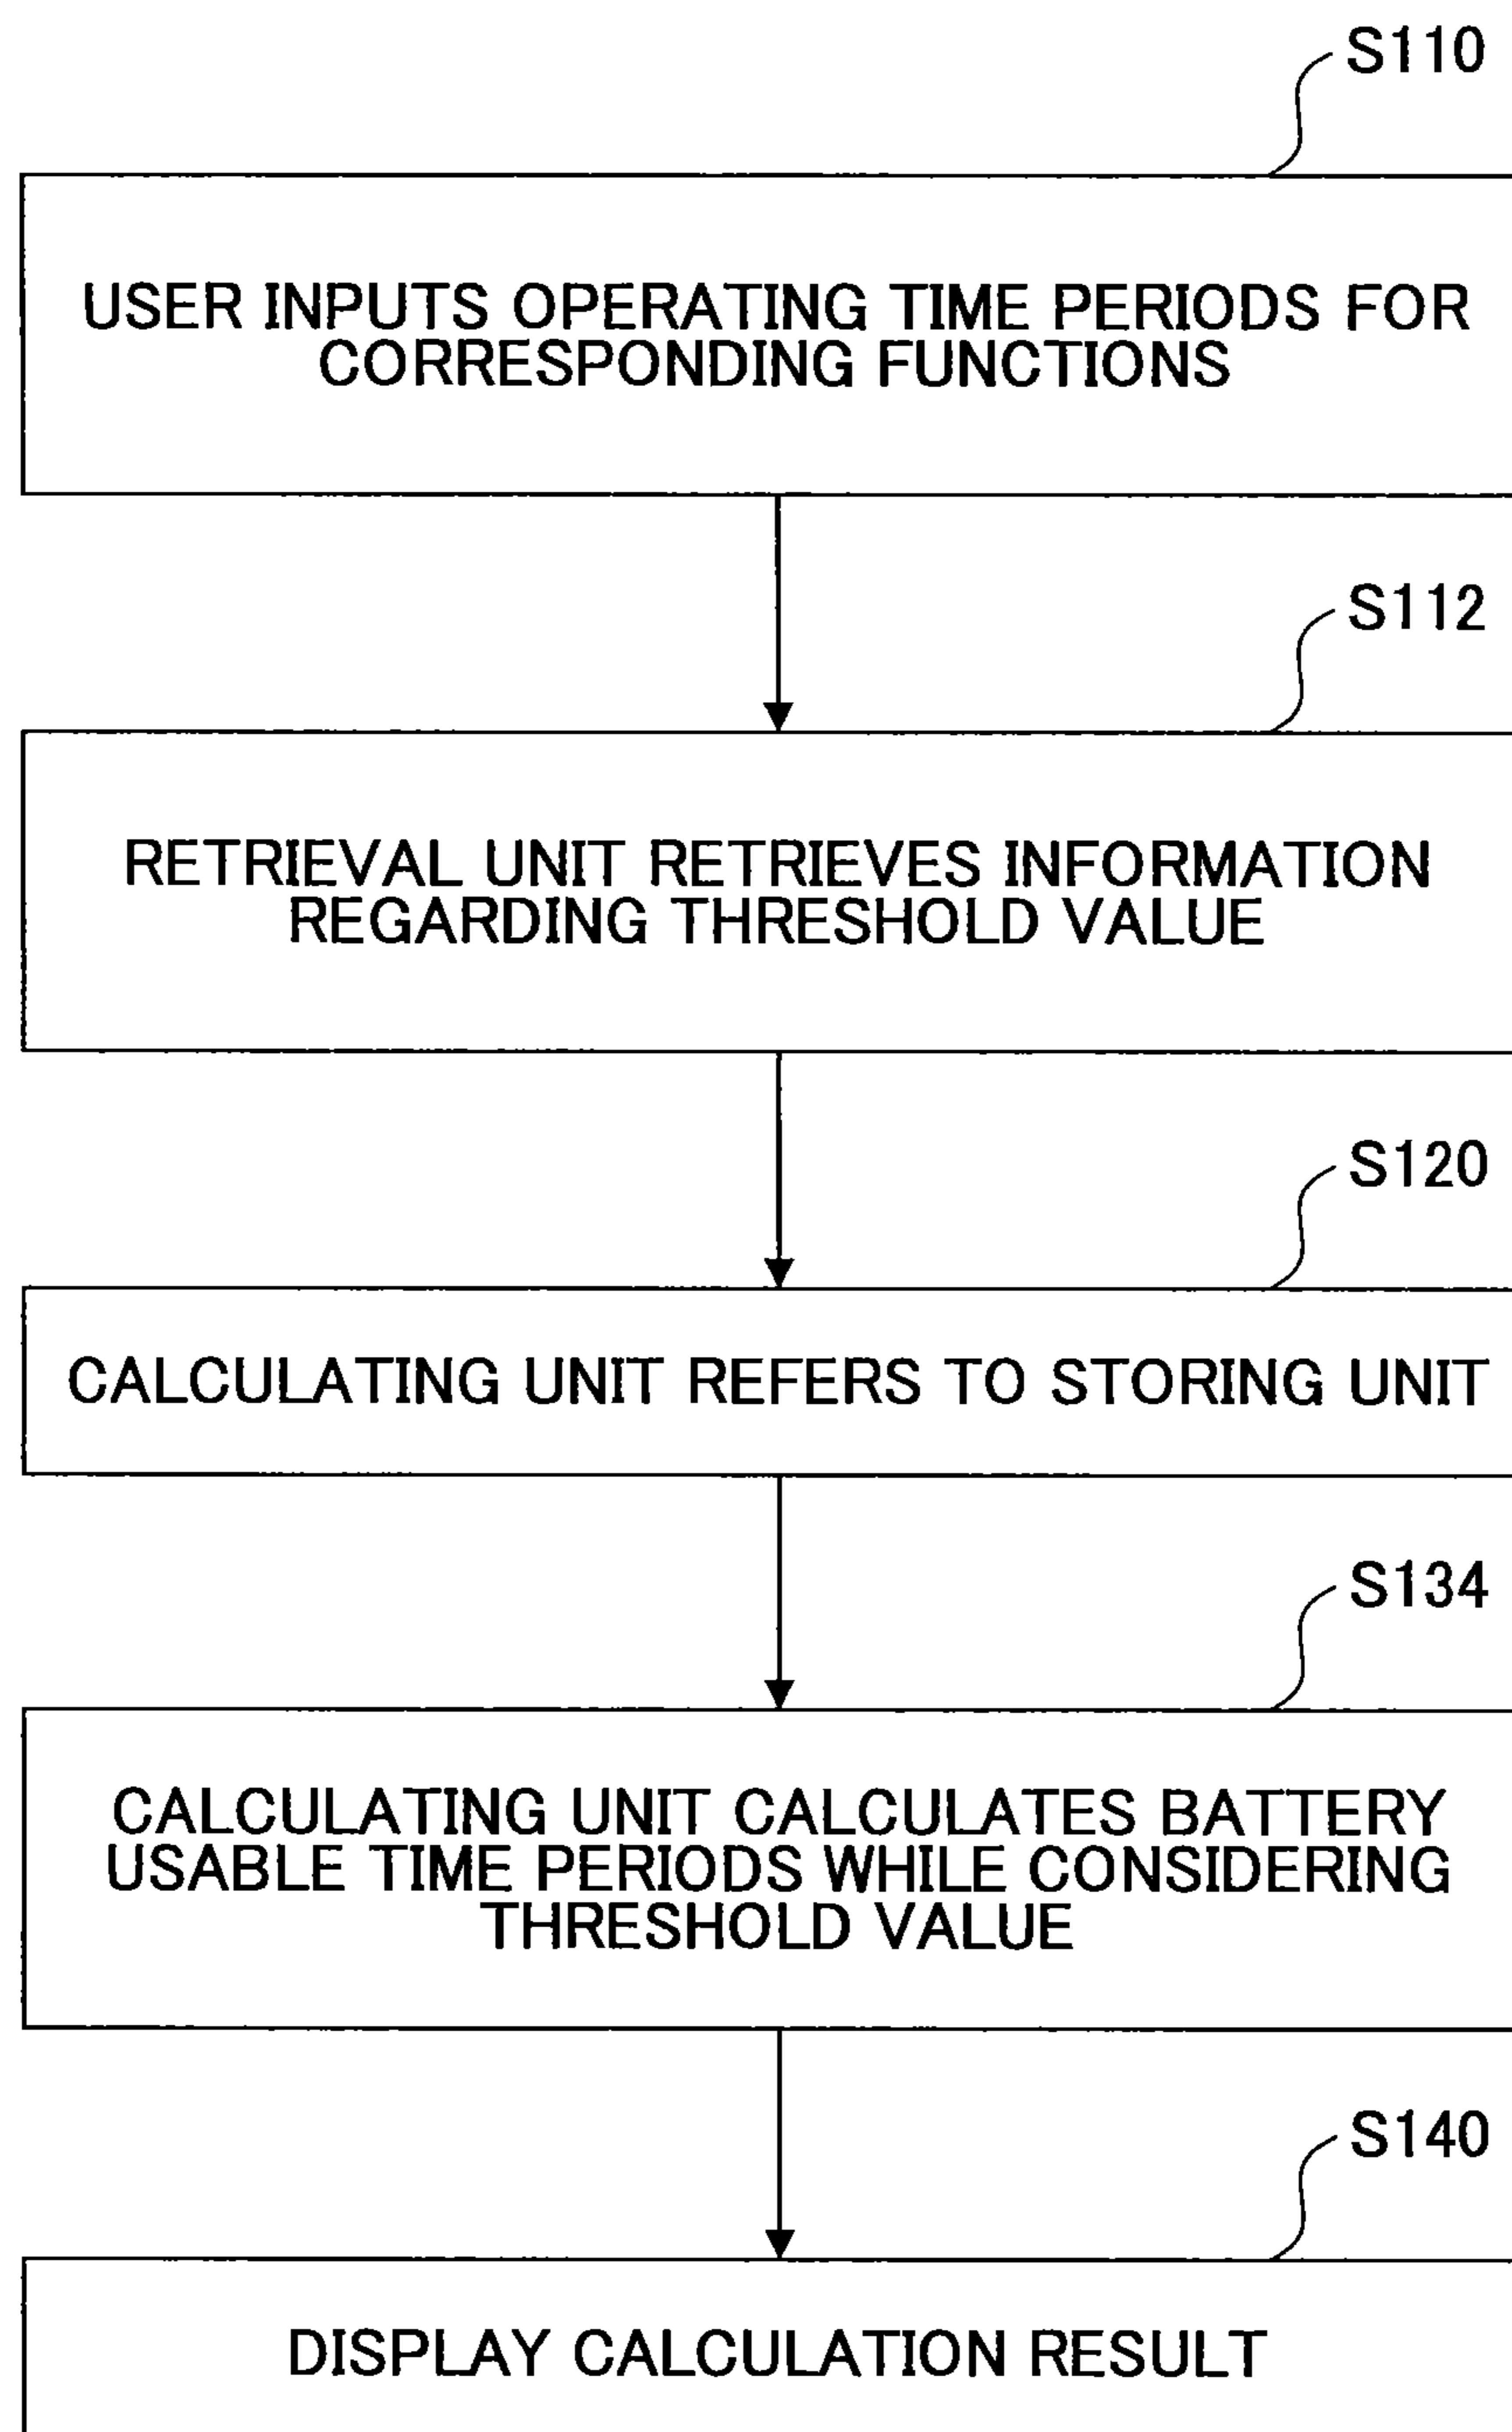 S110
USER INPUTS OPERATING TIME PERIODS FOR
CORRESPONDING FUNCTIONS
S112
RETRIEVAL UNIT RETRIEVES INFORMATION
REGARDING THRESHOLD VALUE
S120
CALCULATING UNIT REFERS TO STORING UNIT
S134
CALCULATING UNIT CALCULATES BATTERY
USABLE TIME PERIODS WHILE CONSIDERING
THRESHOLD VALUE
S140
DISPLAY CALCULATION RESULT